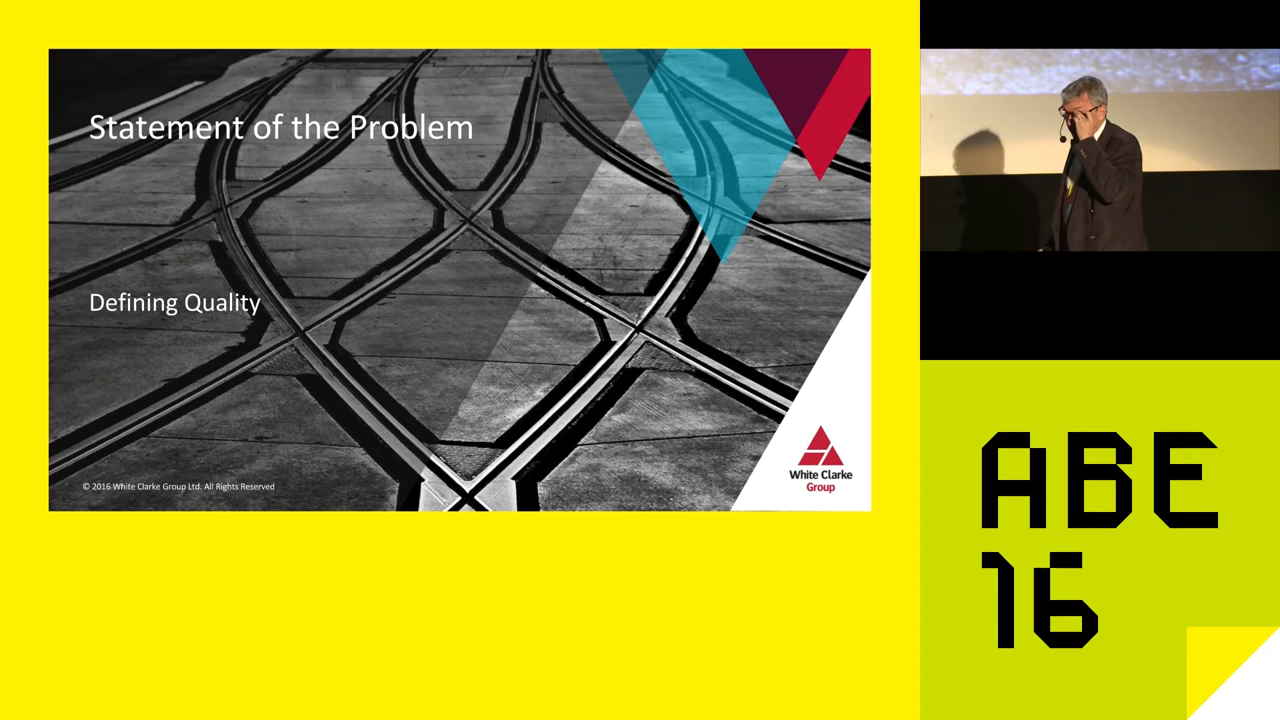 Statement of the Problem
Defining Quality
© 2016 White Clarke Group Ltd. All Rights Reserved
White Clarke
Group
ABE
16